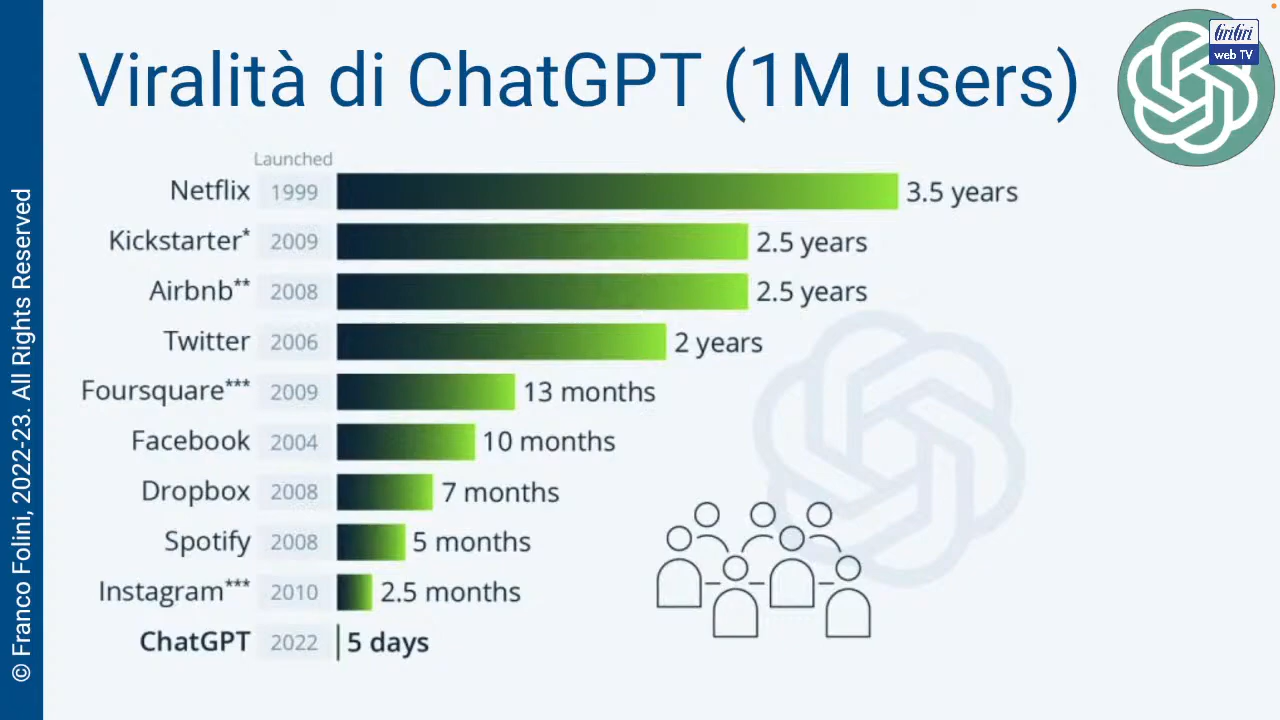 Viralità di ChatGPT (1M users)
GriGri
web TV
Launched
Netflix 1999 3.5 years
Kickstarter* 2009 2.5 years
Airbnb** 2008 2.5 years
Twitter 2006 2 years
Foursquare*** 2009 13 months
Facebook 2004 10 months
Dropbox 2008 7 months
Spotify 2008 5 months
Instagram*** 2010 2.5 months
ChatGPT 2022 5 days
© Franco Folini, 2022-23. All Rights Reserved